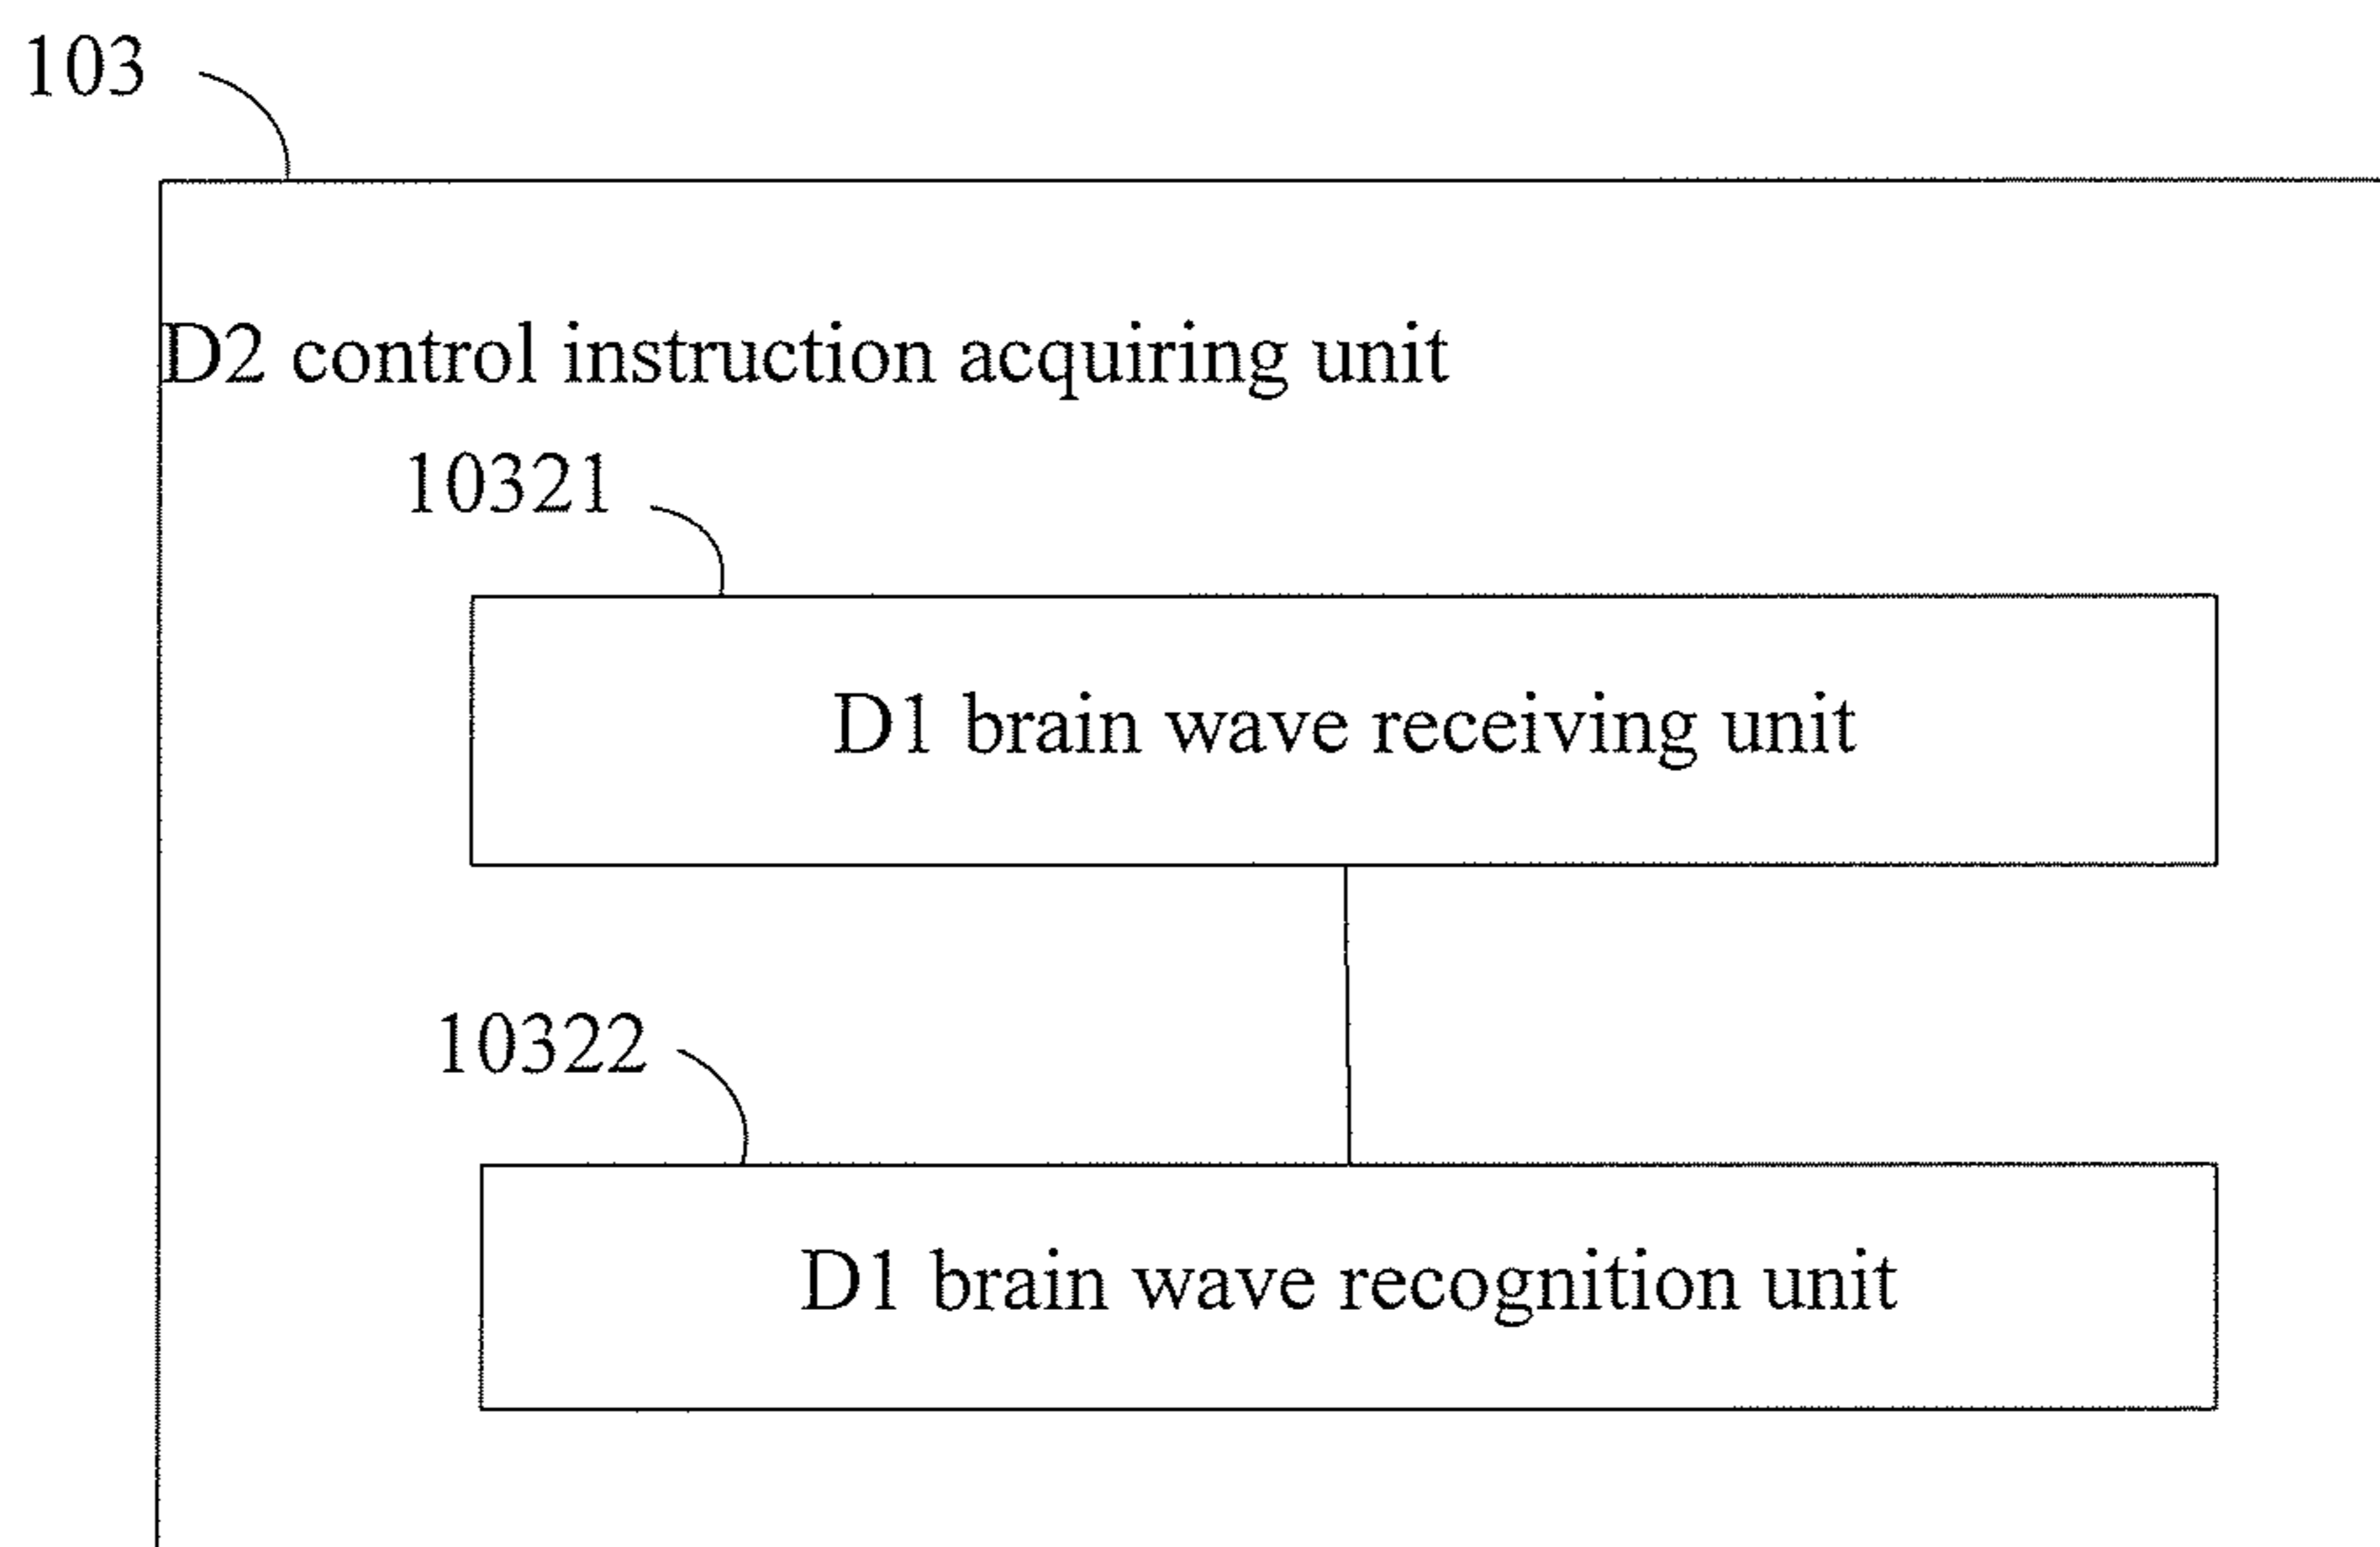 103
D2 control instruction acquiring unit
10321
D1 brain wave receiving unit
10322
D1 brain wave recognition unit